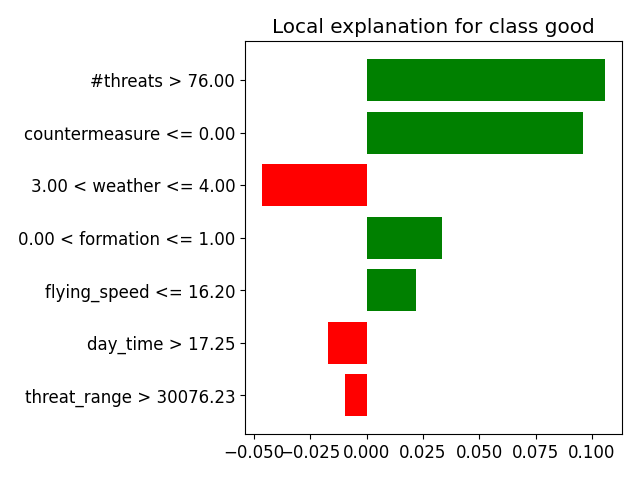 Local explanation for class good
#threats > 76.00
countermeasure <= 0.00
3.00 < weather <= 4.00
0.00 < formation <= 1.00
flying_speed <= 16.20
day_time > 17.25
threat_range > 30076.23
−0.050 −0.025 0.000 0.025 0.050 0.075 0.100